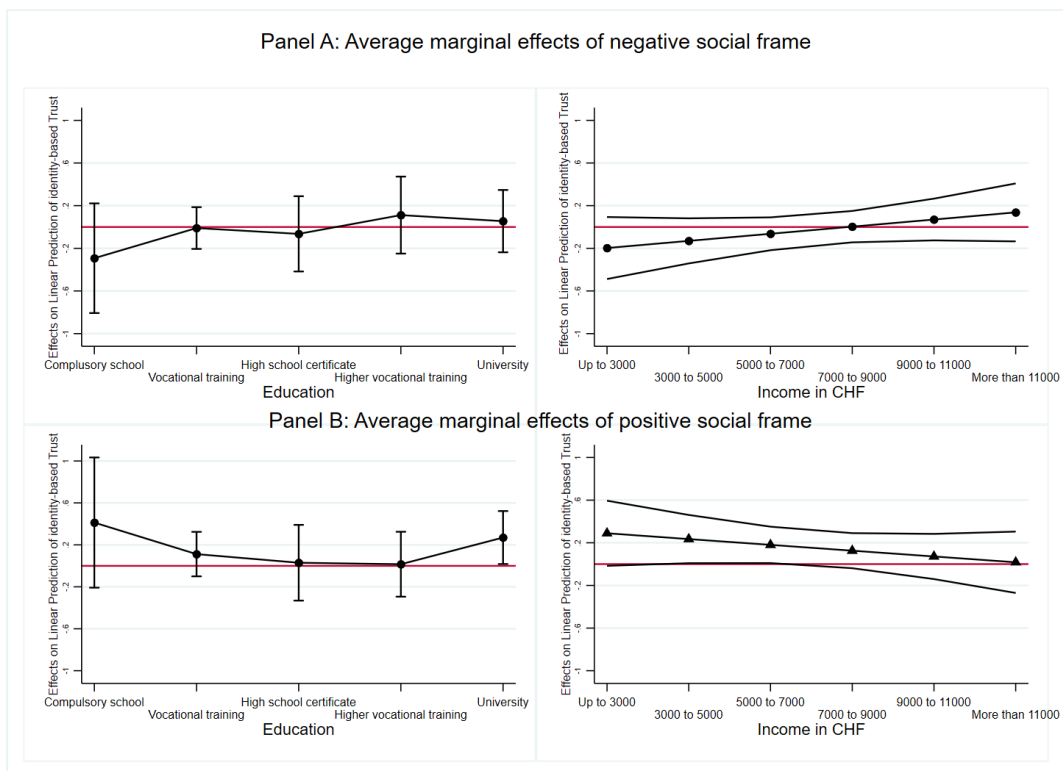 Panel A: Average marginal effects of negative social frame
Effects on Linear Prediction of identity-based Trust
1
.6
.2
-.2
-.6
-1
Complusory school
Vocational training
High school certificate
Higher vocational training
University
Education
Effects on Linear Prediction of identity-based Trust
1
.6
.2
-.2
-.6
-1
Up to 3000
3000 to 5000
5000 to 7000
7000 to 9000
9000 to 11000
More than 11000
Income in CHF
Panel B: Average marginal effects of positive social frame
Effects on Linear Prediction of identity-based Trust
1
.6
.2
-.2
-.6
-1
Compulsory school
Vocational training
High school certificate
Higher vocational training
University
Education
Effects on Linear Prediction of identity-based Trust
1
.6
.2
-.2
-.6
-1
Up to 3000
3000 to 5000
5000 to 7000
7000 to 9000
9000 to 11000
More than 11000
Income in CHF